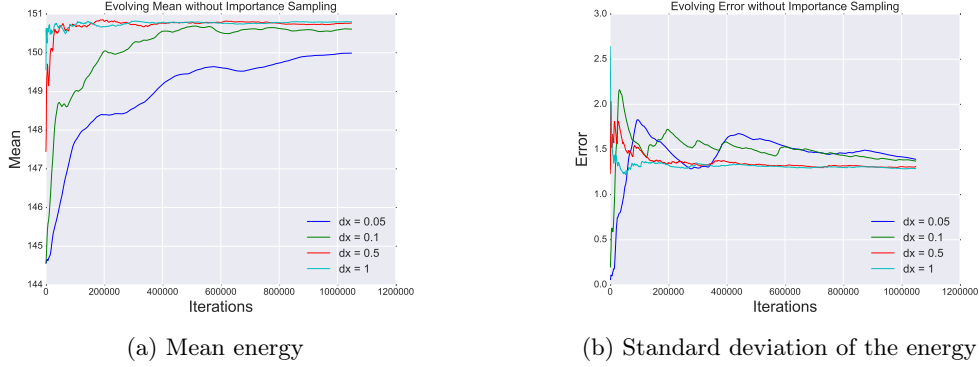 Evolving Mean without Importance Sampling
151
150
149
148
147
146
145
144
Mean
0 200000 400000 600000 800000 1000000 1200000
Iterations
dx = 0.05
dx = 0.1
dx = 0.5
dx = 1
(a) Mean energy
Evolving Error without Importance Sampling
3.0
2.5
2.0
1.5
1.0
0.5
0.0
Error
0 200000 400000 600000 800000 1000000 1200000
Iterations
dx = 0.05
dx = 0.1
dx = 0.5
dx = 1
(b) Standard deviation of the energy